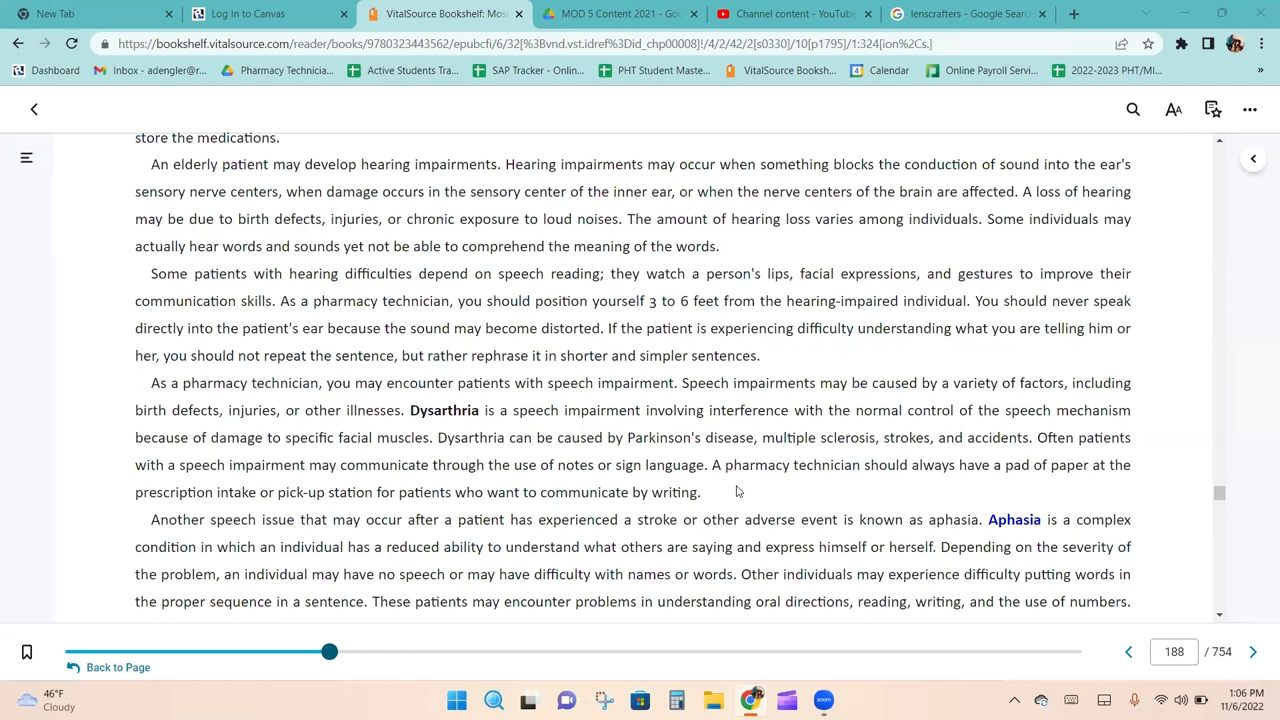 New Tab
Log In to Canvas
VitalSource Bookshelf: Mos
MOD 5 Content 2021 - Goo
Channel content - YouTube
lenscrafters - Google Searc
https://bookshelf.vitalsource.com/reader/books/9780323443562/epubcfi/6/32[%3Bvnd.vst.idref%3Did_chp00008]!/4/2/42/2[s0330]/10[p1795]/1:324[ion%2Cs.]
Dashboard
Inbox - adengler@r...
Pharmacy Technicia...
Active Students Tra...
SAP Tracker - Onlin...
PHT Student Maste...
VitalSource Booksh...
Calendar
Online Payroll Servi...
2022-2023 PHT/MI...
»
store the medications.
An elderly patient may develop hearing impairments. Hearing impairments may occur when something blocks the conduction of sound into the ear's
sensory nerve centers, when damage occurs in the sensory center of the inner ear, or when the nerve centers of the brain are affected. A loss of hearing
may be due to birth defects, injuries, or chronic exposure to loud noises. The amount of hearing loss varies among individuals. Some individuals may
actually hear words and sounds yet not be able to comprehend the meaning of the words.
Some patients with hearing difficulties depend on speech reading; they watch a person's lips, facial expressions, and gestures to improve their
communication skills. As a pharmacy technician, you should position yourself 3 to 6 feet from the hearing-impaired individual. You should never speak
directly into the patient's ear because the sound may become distorted. If the patient is experiencing difficulty understanding what you are telling him or
her, you should not repeat the sentence, but rather rephrase it in shorter and simpler sentences.
As a pharmacy technician, you may encounter patients with speech impairment. Speech impairments may be caused by a variety of factors, including
birth defects, injuries, or other illnesses. Dysarthria is a speech impairment involving interference with the normal control of the speech mechanism
because of damage to specific facial muscles. Dysarthria can be caused by Parkinson's disease, multiple sclerosis, strokes, and accidents. Often patients
with a speech impairment may communicate through the use of notes or sign language. A pharmacy technician should always have a pad of paper at the
prescription intake or pick-up station for patients who want to communicate by writing.
Another speech issue that may occur after a patient has experienced a stroke or other adverse event is known as aphasia. Aphasia is a complex
condition in which an individual has a reduced ability to understand what others are saying and express himself or herself. Depending on the severity of
the problem, an individual may have no speech or may have difficulty with names or words. Other individuals may experience difficulty putting words in
the proper sequence in a sentence. These patients may encounter problems in understanding oral directions, reading, writing, and the use of numbers.
188 / 754
Back to Page
46°F
Cloudy
zoom
1:06 PM
11/6/2022